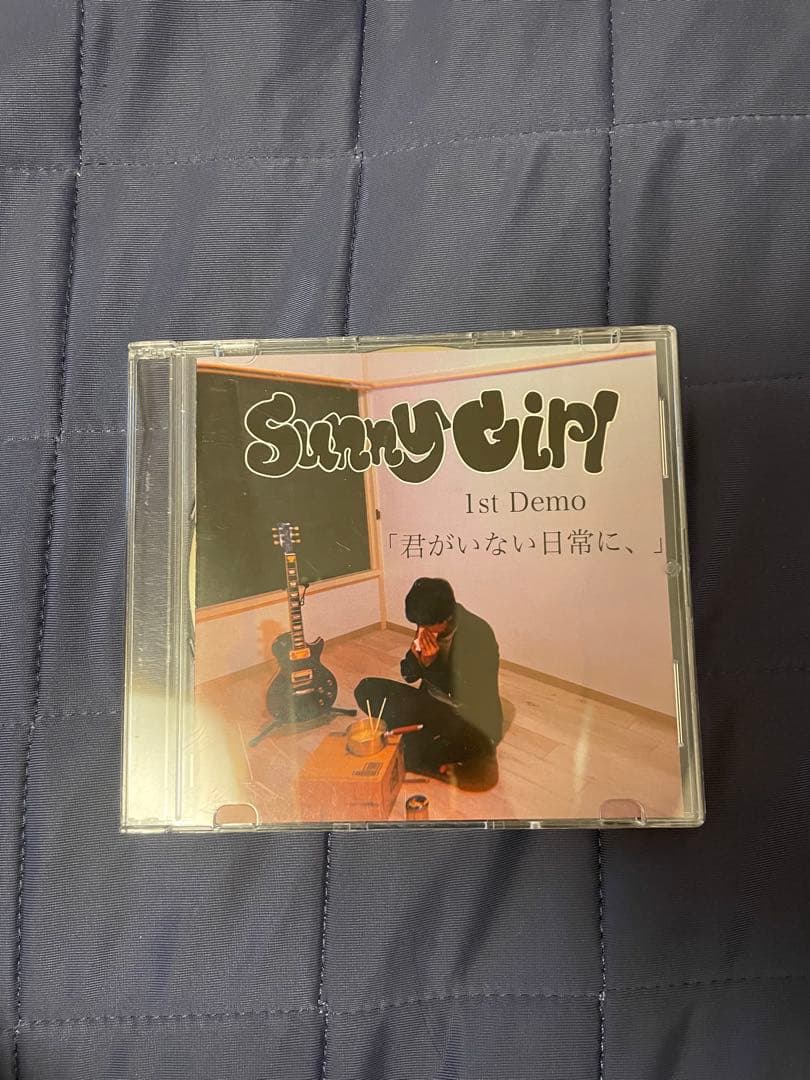 Sunny Girl
1st Demo
「君がいない日常に、」